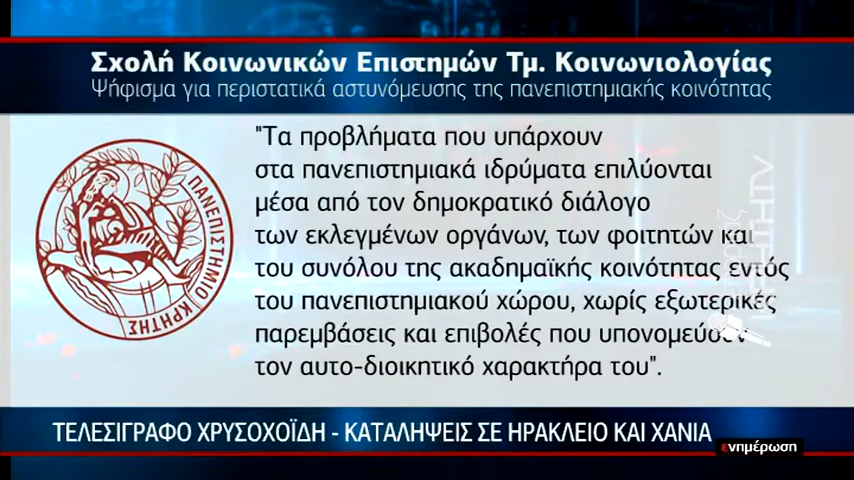 Σχολή Κοινωνικών Επιστημών Τμ. Κοινωνιολογίας
Ψήφισμα για περιστατικά αστυνόμευσης της πανεπιστημιακής κοινότητας
ΠΑΝΕΠΙΣΤΗΜΙΟ ΚΡΗΤΗΣ
"Τα προβλήματα που υπάρχουν
στα πανεπιστημιακά ιδρύματα επιλύονται
μέσα από τον δημοκρατικό διάλογο
των εκλεγμένων οργάνων, των φοιτητών και
του συνόλου της ακαδημαϊκής κοινότητας εντός
του πανεπιστημιακού χώρου, χωρίς εξωτερικές
παρεμβάσεις και επιβολές που υπονομεύουν
τον αυτο-διοικητικό χαρακτήρα του".
ΚΡΗΤΗTV
ΤΕΛΕΣΙΓΡΑΦΟ ΧΡΥΣΟΧΟΪΔΗ - ΚΑΤΑΛΗΨΕΙΣ ΣΕ ΗΡΑΚΛΕΙΟ ΚΑΙ ΧΑΝΙΑ
ενημέρωση